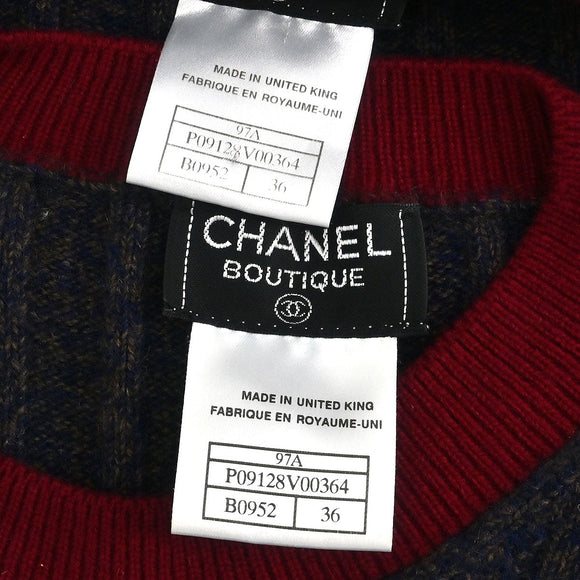 MADE IN UNITED KING
FABRIQUE EN ROYAUME-UNI
97A
P09128V00364
B0952 36
CHANEL
BOUTIQUE
MADE IN UNITED KING
FABRIQUE EN ROYAUME-UNI
97A
P09128V00364
B0952 36